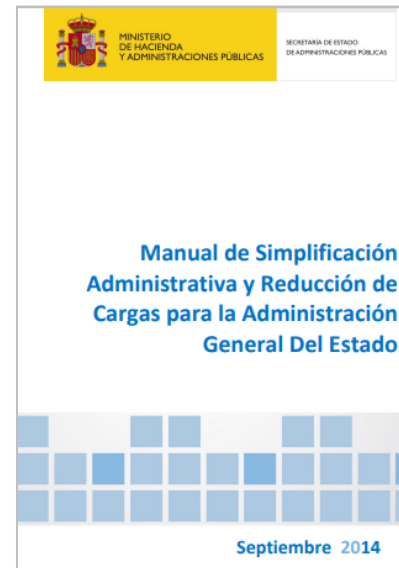 MINISTERIO
DE HACIENDA
Y ADMINISTRACIONES PÚBLICAS
SECRETARÍA DE ESTADO
DE ADMINISTRACIONES PÚBLICAS
Manual de Simplificación
Administrativa y Reducción de
Cargas para la Administración
General Del Estado
Septiembre 2014